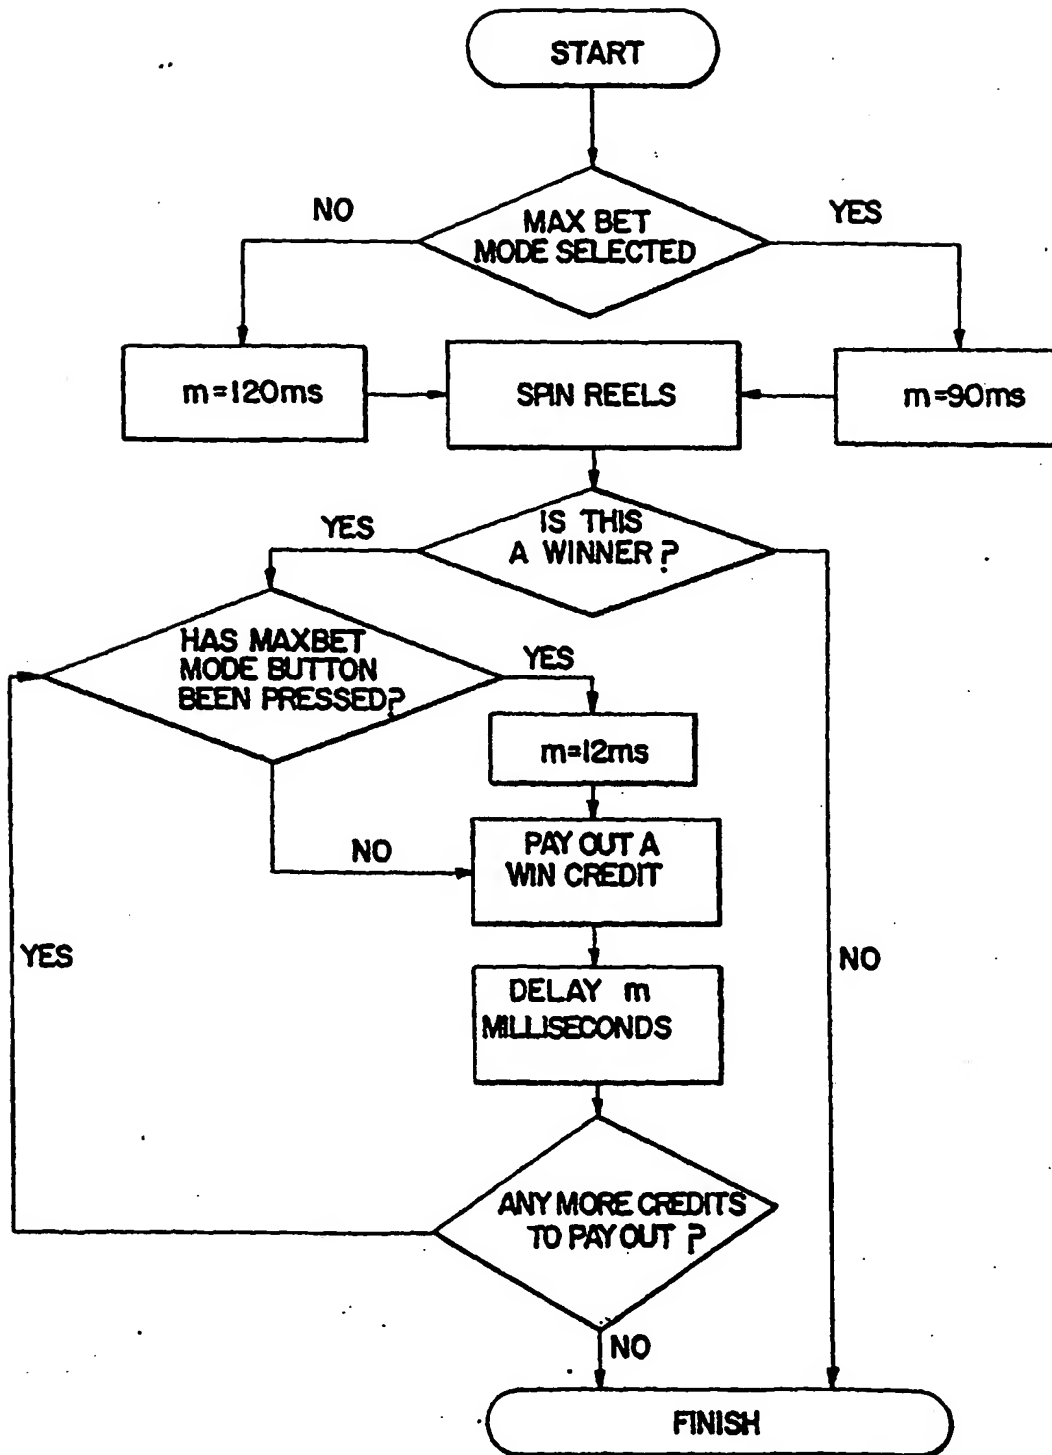 START
NO
YES
MAX BET
MODE SELECTED
m=120ms
SPIN REELS
m=90ms
YES
IS THIS
A WINNER?
HAS MAXBET
MODE BUTTON
BEEN PRESSED?
YES
m=12ms
NO
PAY OUT A
WIN CREDIT
YES
NO
DELAY m
MILLISECONDS
ANY MORE CREDITS
TO PAY OUT ?
NO
FINISH